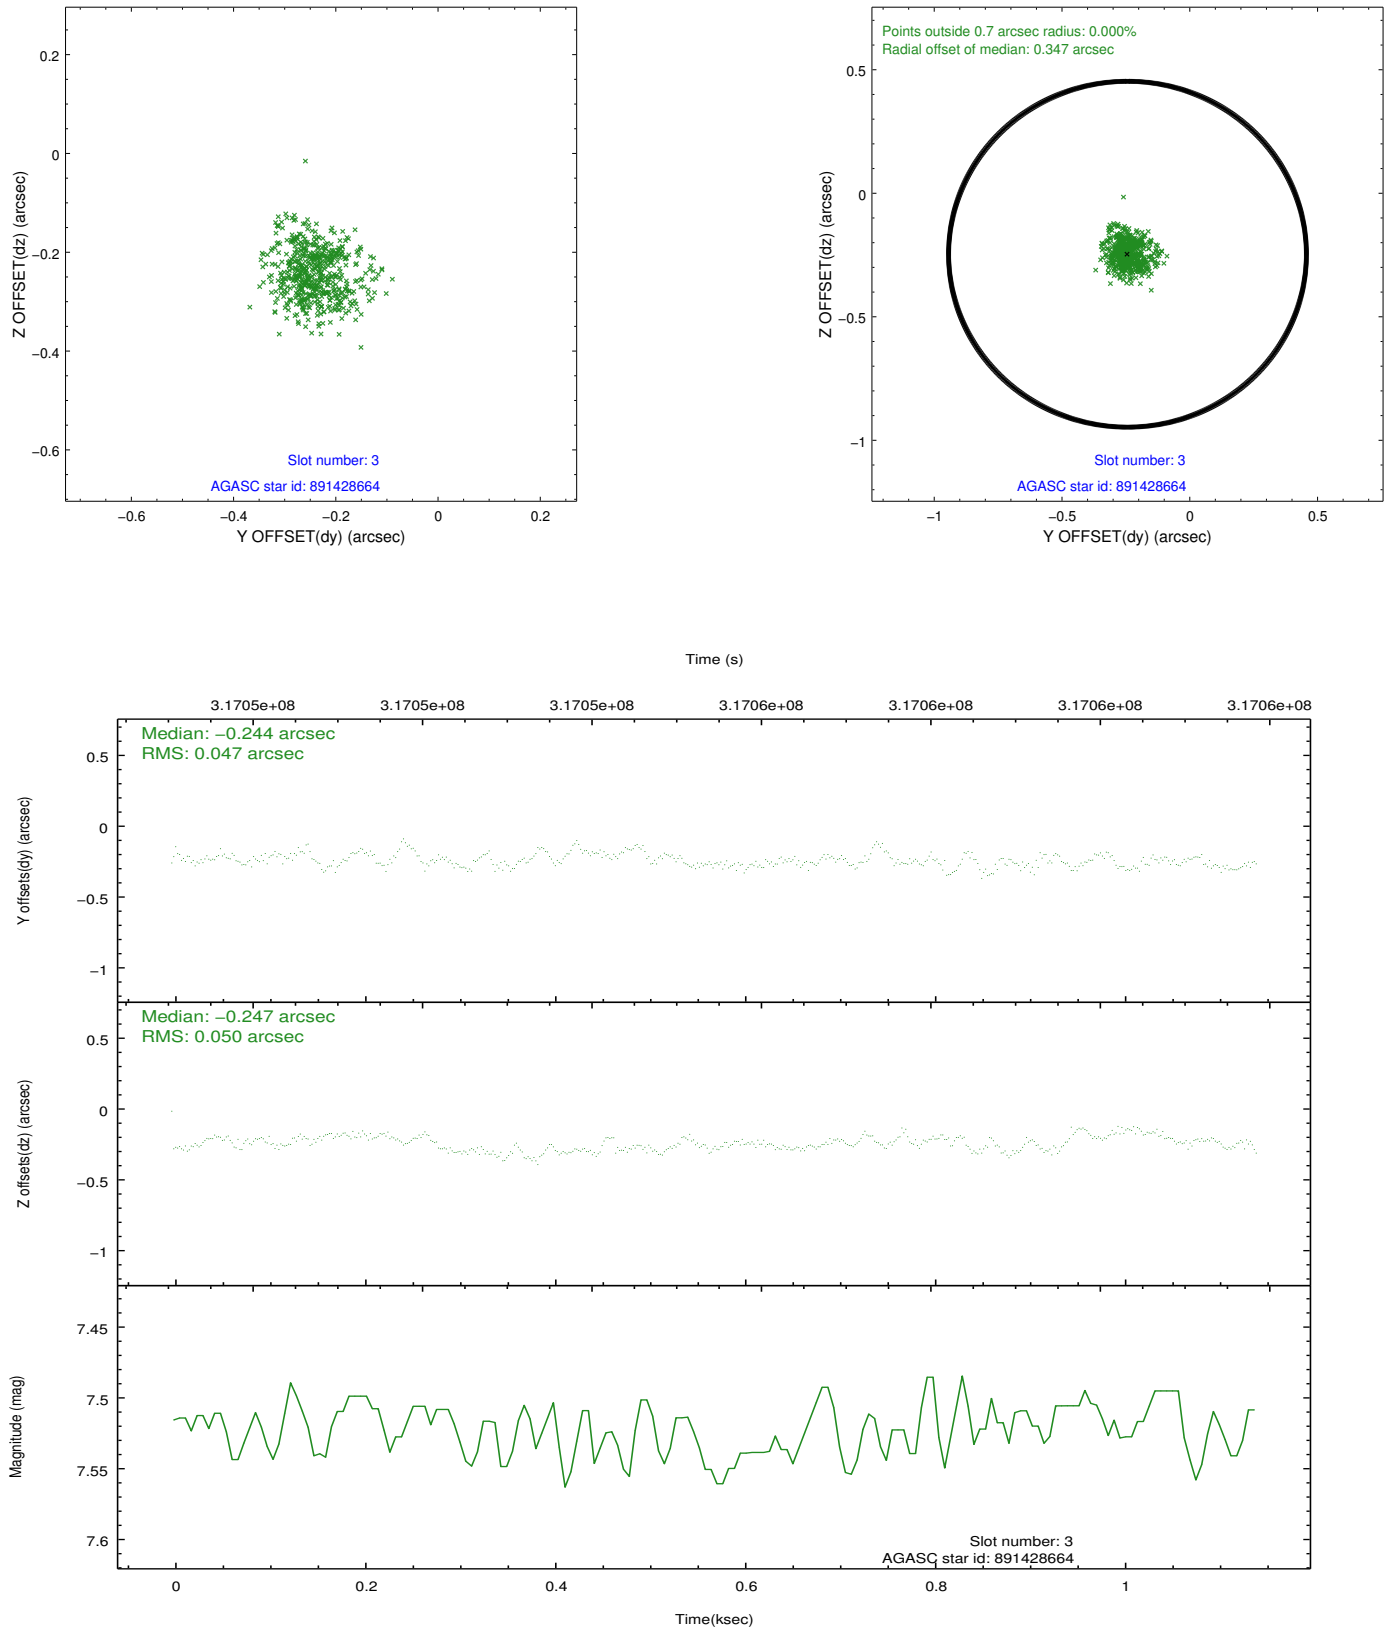 0.2
0
−0.2
−0.4
−0.6
Z OFFSET(dz) (arcsec)
Slot number: 3
AGASC star id: 891428664
−0.6
−0.4
−0.2
0
0.2
Y OFFSET(dy) (arcsec)
Points outside 0.7 arcsec radius: 0.000%
Radial offset of median: 0.347 arcsec
0.5
0
−0.5
−1
Z OFFSET(dz) (arcsec)
Slot number: 3
AGASC star id: 891428664
−1
−0.5
0
0.5
Y OFFSET(dy) (arcsec)
Time (s)
3.1705e+08
3.1705e+08
3.1705e+08
3.1706e+08
3.1706e+08
3.1706e+08
3.1706e+08
Median: −0.244 arcsec
RMS: 0.047 arcsec
0.5
0
−0.5
−1
Y offsets(dy) (arcsec)
Median: −0.247 arcsec
RMS: 0.050 arcsec
0.5
0
−0.5
−1
Z offsets(dz) (arcsec)
7.45
7.5
7.55
7.6
Magnitude (mag)
Slot number: 3
AGASC star id: 891428664
0
0.2
0.4
0.6
0.8
1
Time(ksec)